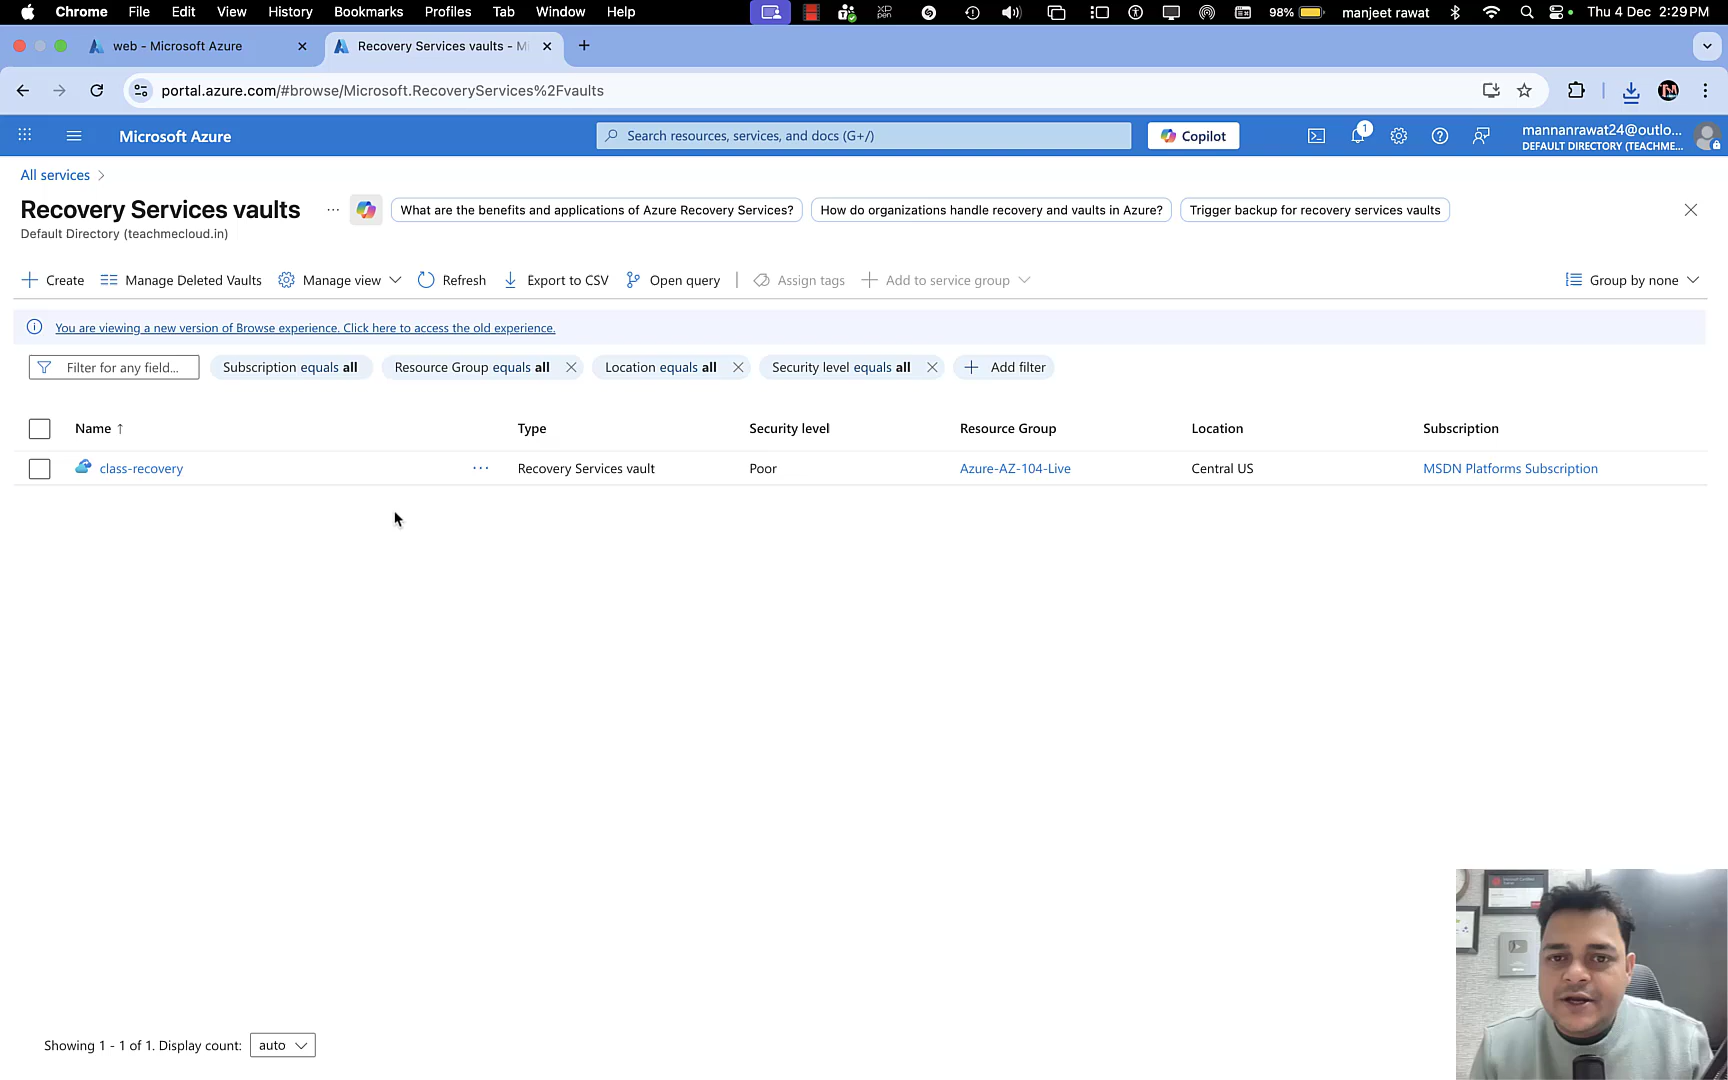 Chrome File Edit View History Bookmarks Profiles Tab Window Help XP pen 98% manjeet rawat Thu 4 Dec 2:29 PM
web - Microsoft Azure Recovery Services vaults - Mi
portal.azure.com/#browse/Microsoft.RecoveryServices%2Fvaults
Microsoft Azure Search resources, services, and docs (G+/) Copilot 1 mannanrawat24@outlo...
DEFAULT DIRECTORY (TEACHME...
All services >
Recovery Services vaults ... What are the benefits and applications of Azure Recovery Services? How do organizations handle recovery and vaults in Azure? Trigger backup for recovery services vaults
Default Directory (teachmecloud.in)
Create Manage Deleted Vaults Manage view Refresh Export to CSV Open query Assign tags Add to service group Group by none
You are viewing a new version of Browse experience. Click here to access the old experience.
Filter for any field... Subscription equals all Resource Group equals all Location equals all Security level equals all Add filter
Name ↑ Type Security level Resource Group Location Subscription
class-recovery ... Recovery Services vault Poor Azure-AZ-104-Live Central US MSDN Platforms Subscription
Showing 1 - 1 of 1. Display count: auto